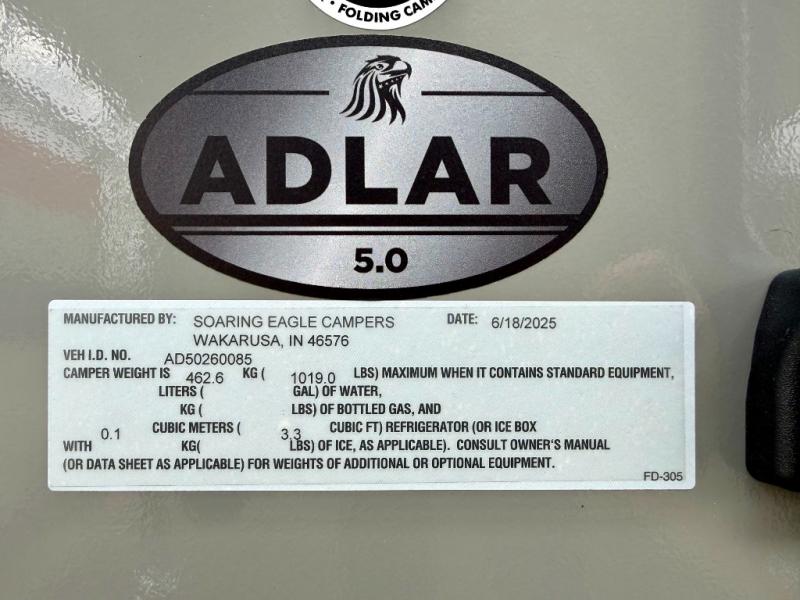 • FOLDING CAM
ADLAR
5.0
MANUFACTURED BY: SOARING EAGLE CAMPERS DATE: 6/18/2025
WAKARUSA, IN 46576
VEH I.D. NO. AD50260085
CAMPER WEIGHT IS 462.6 KG ( 1019.0 LBS) MAXIMUM WHEN IT CONTAINS STANDARD EQUIPMENT,
LITERS ( GAL) OF WATER,
KG ( LBS) OF BOTTLED GAS, AND
0.1 CUBIC METERS ( 3.3 CUBIC FT) REFRIGERATOR (OR ICE BOX
WITH KG( LBS) OF ICE, AS APPLICABLE). CONSULT OWNER'S MANUAL
(OR DATA SHEET AS APPLICABLE) FOR WEIGHTS OF ADDITIONAL OR OPTIONAL EQUIPMENT.
FD-305